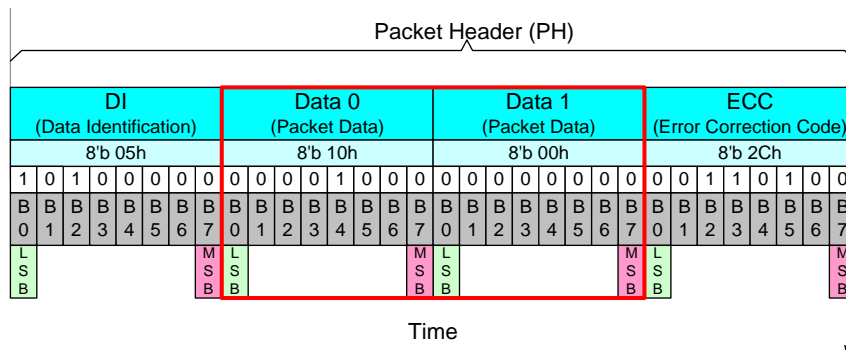 Packet Header (PH)
DI Data 0 Data 1 ECC
(Data Identification) (Packet Data) (Packet Data) (Error Correction Code)
8'b 05h 8'b 10h 8'b 00h 8'b 2Ch
1 0 1 0 0 0 0 0 0 0 0 0 1 0 0 0 0 0 0 0 0 0 0 0 0 0 1 1 0 1 0 0
B B B B B B B B B B B B B B B B B B B B B B B B B B B B B B B B
0 1 2 3 4 5 6 7 0 1 2 3 4 5 6 7 0 1 2 3 4 5 6 7 0 1 2 3 4 5 6 7
L M L M L M L M
S S S S S S S S
B B B B B B B B
Time